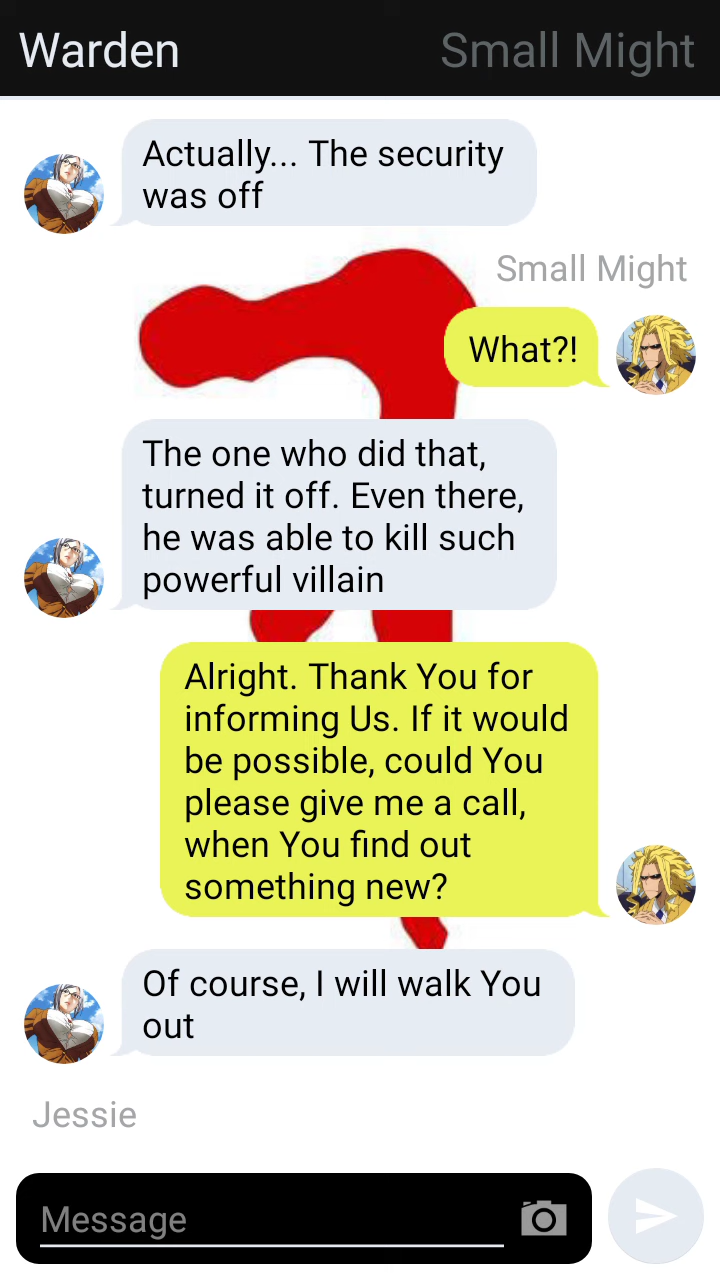 Warden
Small Might
Actually... The security
was off
Small Might
What?!
The one who did that,
turned it off. Even there,
he was able to kill such
powerful villain
Alright. Thank You for
informing Us. If it would
be possible, could You
please give me a call,
when You find out
something new?
Of course, I will walk You
out
Jessie
Message